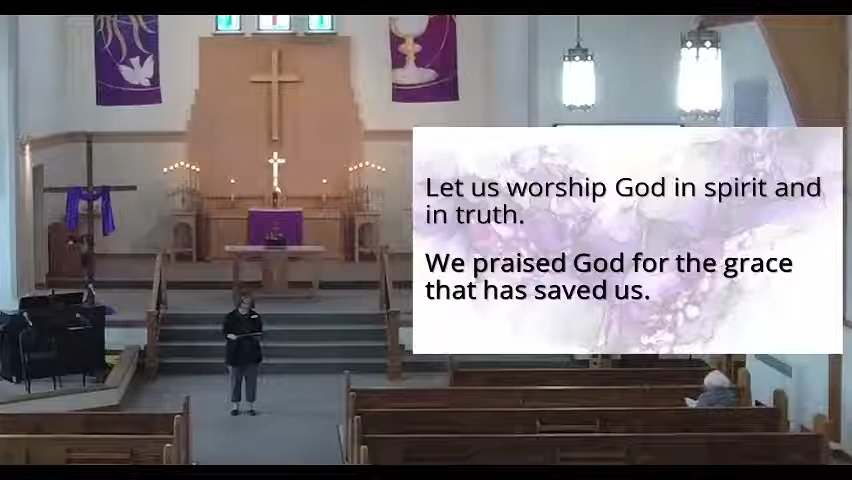 Let us worship God in spirit and
in truth.
We praised God for the grace
that has saved us.